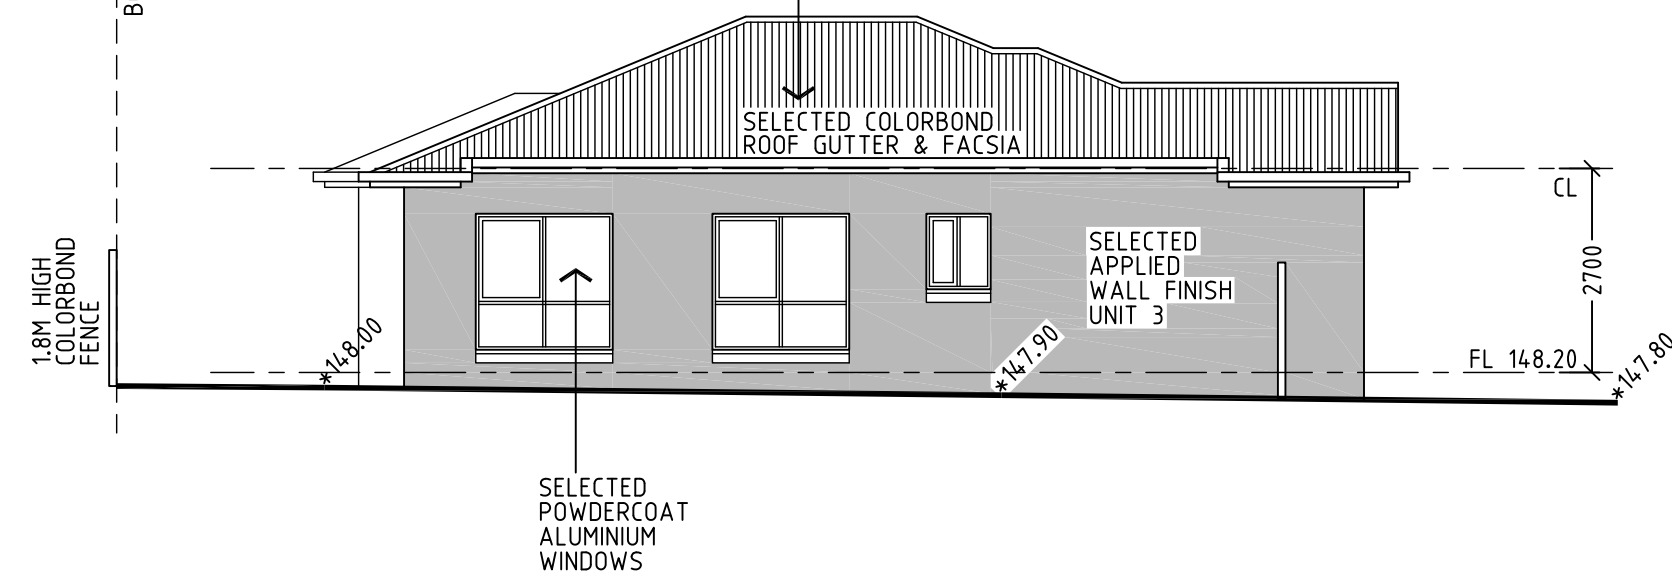 B
SELECTED COLORBOND
ROOF GUTTER & FACSIA
CL
1.8M HIGH
COLORBOND
FENCE
SELECTED
APPLIED
WALL FINISH
UNIT 3
2700
*148.00
*147.90
FL 148.20
*147.80
SELECTED
POWDERCOAT
ALUMINIUM
WINDOWS